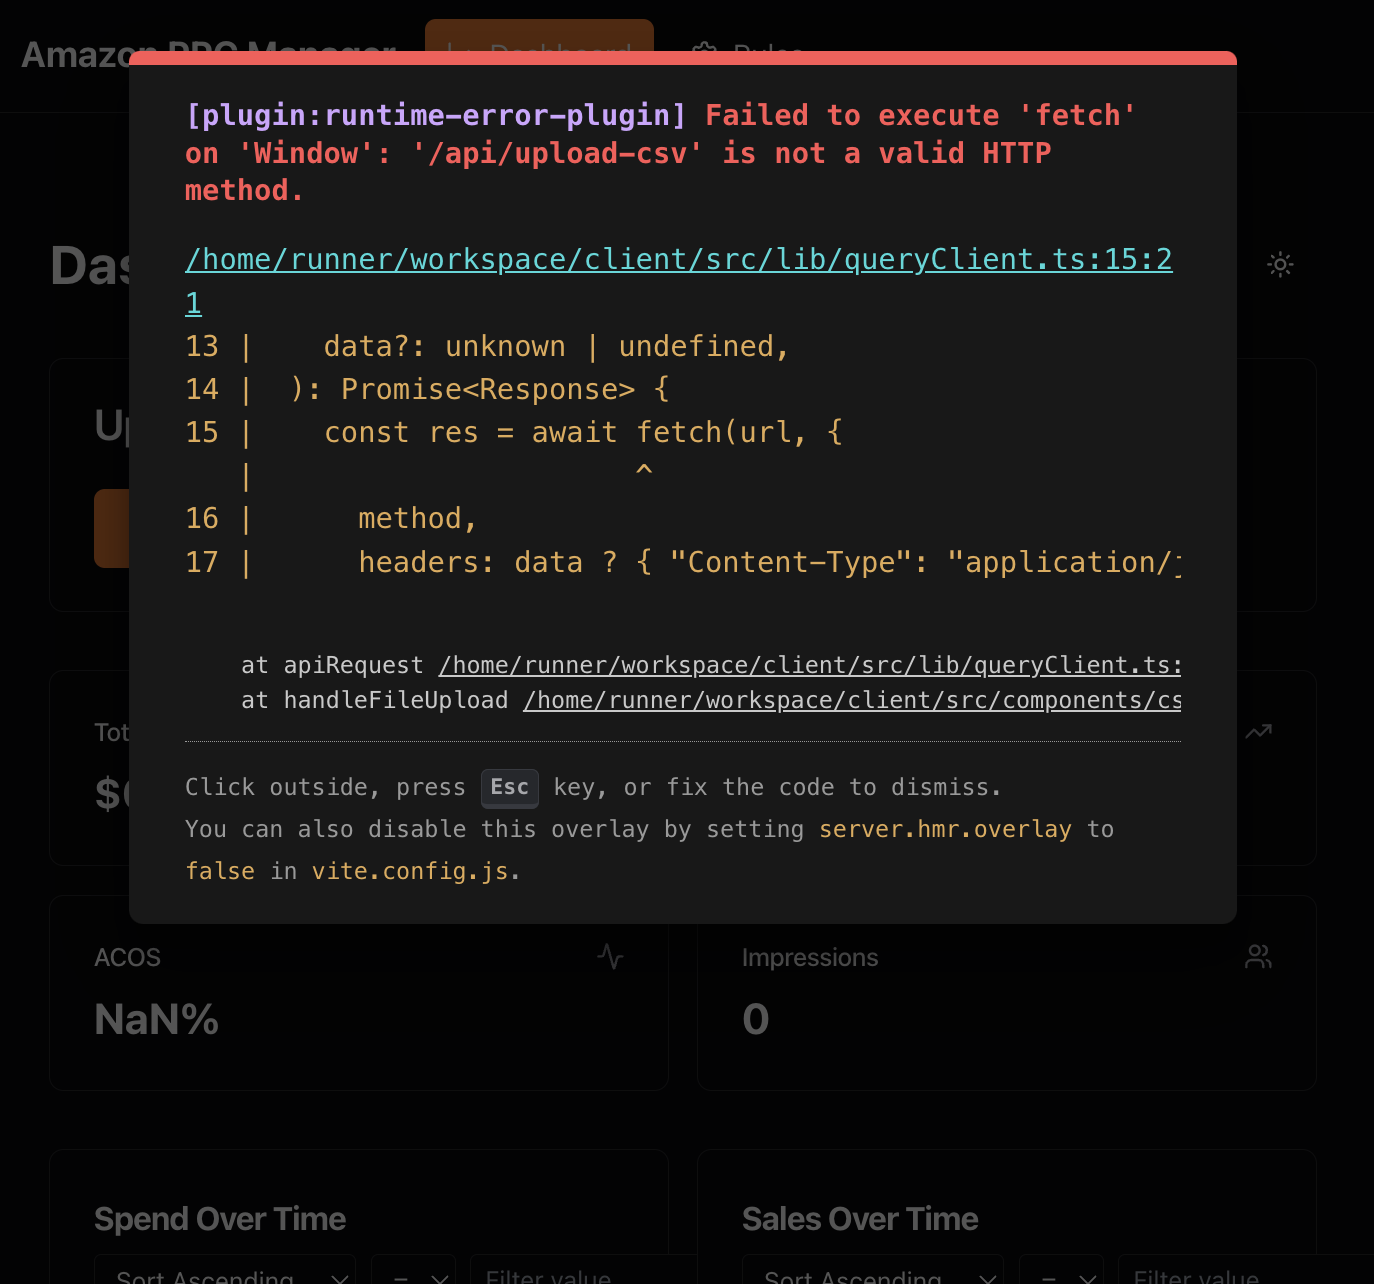 Amazon PPC Manager Dashboard Rules
[plugin:runtime-error-plugin] Failed to execute 'fetch'
on 'Window': '/api/upload-csv' is not a valid HTTP
method.
Das
/home/runner/workspace/client/src/lib/queryClient.ts:15:2
1
13 | data?: unknown | undefined,
14 | ): Promise<Response> {
Up
15 | const res = await fetch(url, {
| ^
16 | method,
17 | headers: data ? { "Content-Type": "application/j
at apiRequest /home/runner/workspace/client/src/lib/queryClient.ts:
at handleFileUpload /home/runner/workspace/client/src/components/cs
Tot
$0
Click outside, press Esc key, or fix the code to dismiss.
You can also disable this overlay by setting server.hmr.overlay to
false in vite.config.js.
ACOS
NaN%
Impressions
0
Spend Over Time
Sort Ascending = Filter value
Sales Over Time
Sort Ascending = Filter value